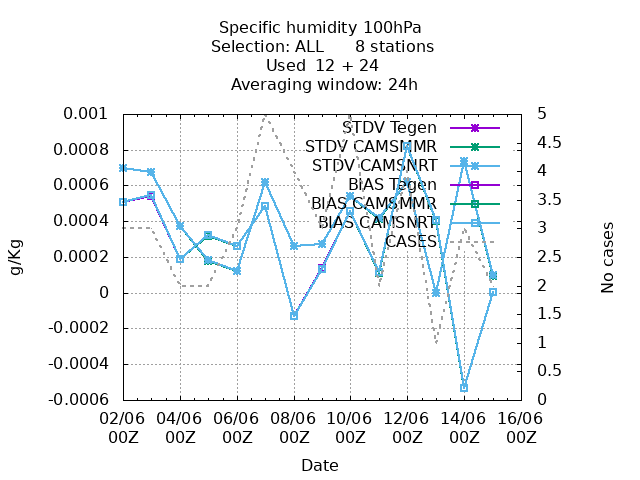 Specific humidity 100hPa
Selection: ALL 8 stations
Used 12 + 24
Averaging window: 24h
0.001
0.0008
0.0006
0.0004
0.0002
0
-0.0002
-0.0004
-0.0006
g/Kg
5
4.5
4
3.5
3
2.5
2
1.5
1
0.5
0
No cases
STDV Tegen
STDV CAMSMMR
STDV CAMSNRT
BIAS Tegen
BIAS CAMSMMR
BIAS CAMSNRT
CASES
02/06 04/06 06/06 08/06 10/06 12/06 14/06 16/06
00Z 00Z 00Z 00Z 00Z 00Z 00Z 00Z
Date